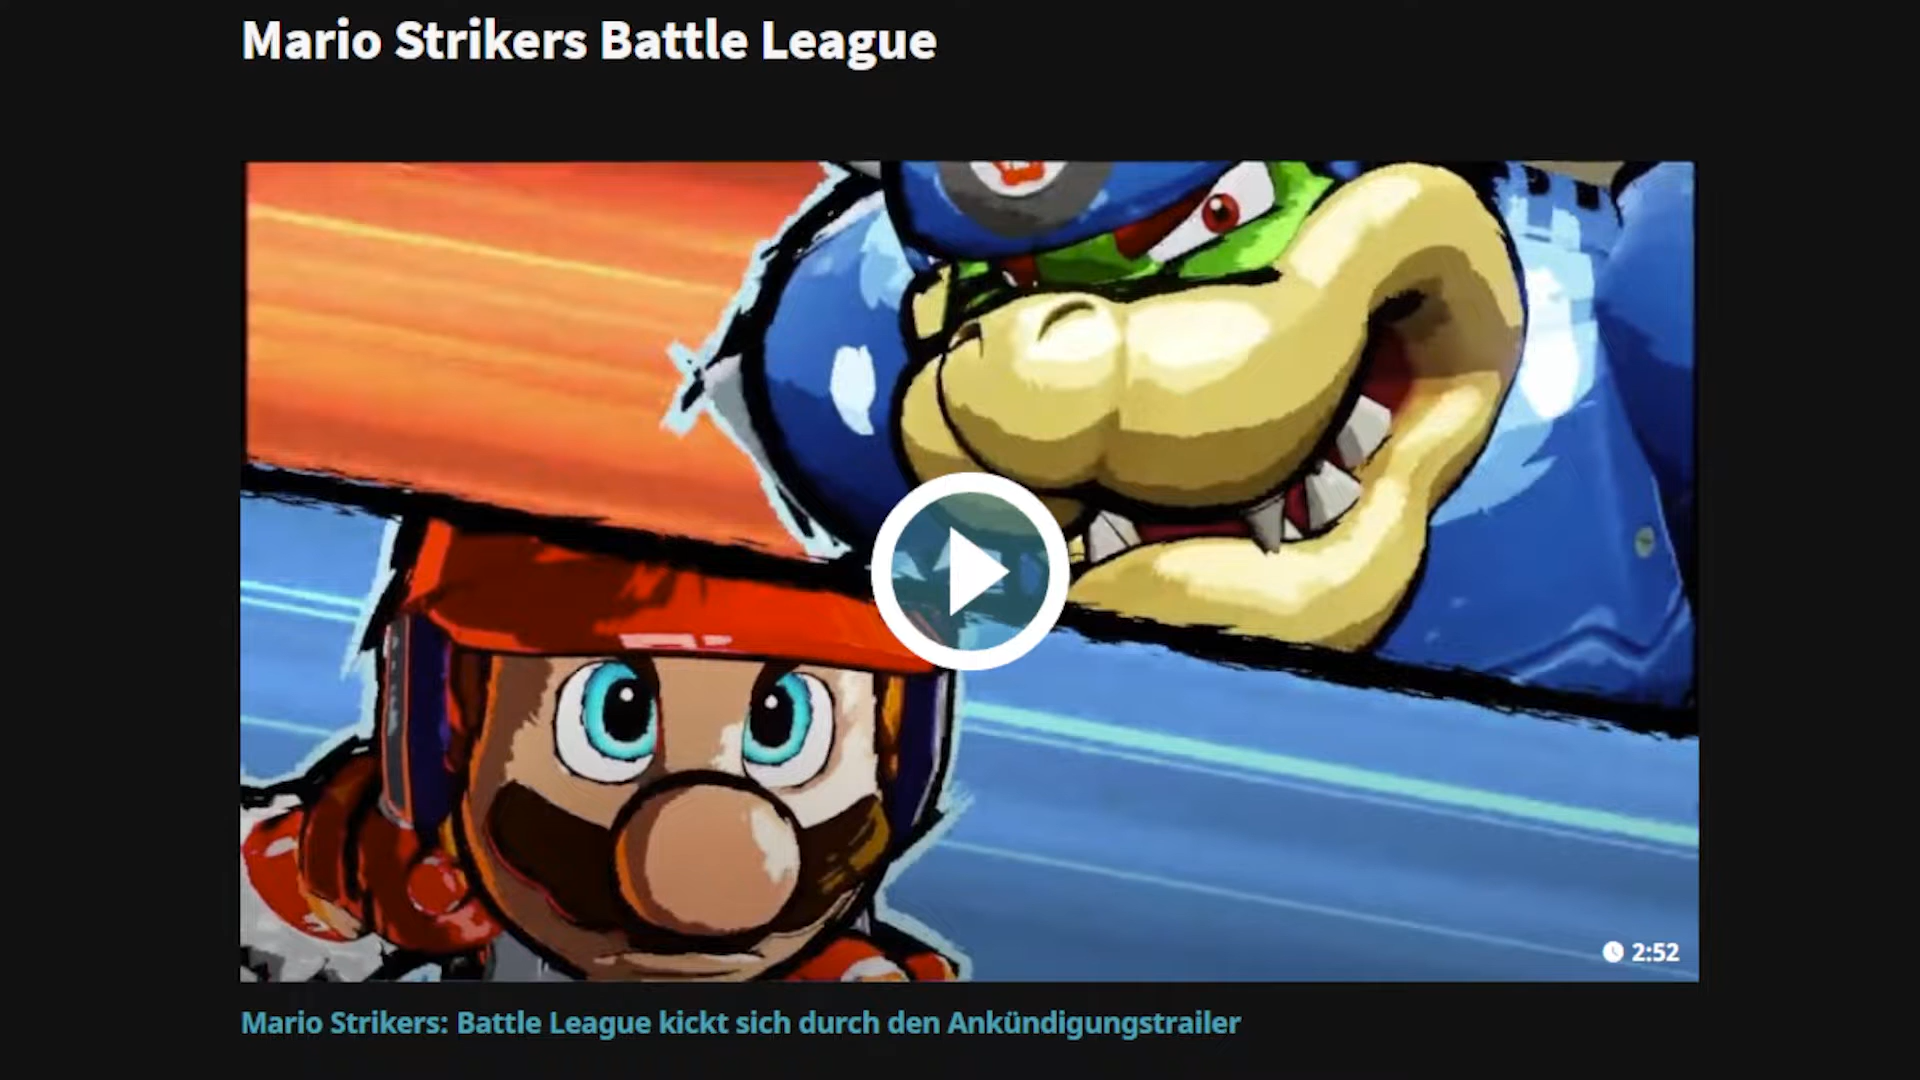 Mario Strikers Battle League
2:52
Mario Strikers: Battle League kickt sich durch den Ankündigungstrailer